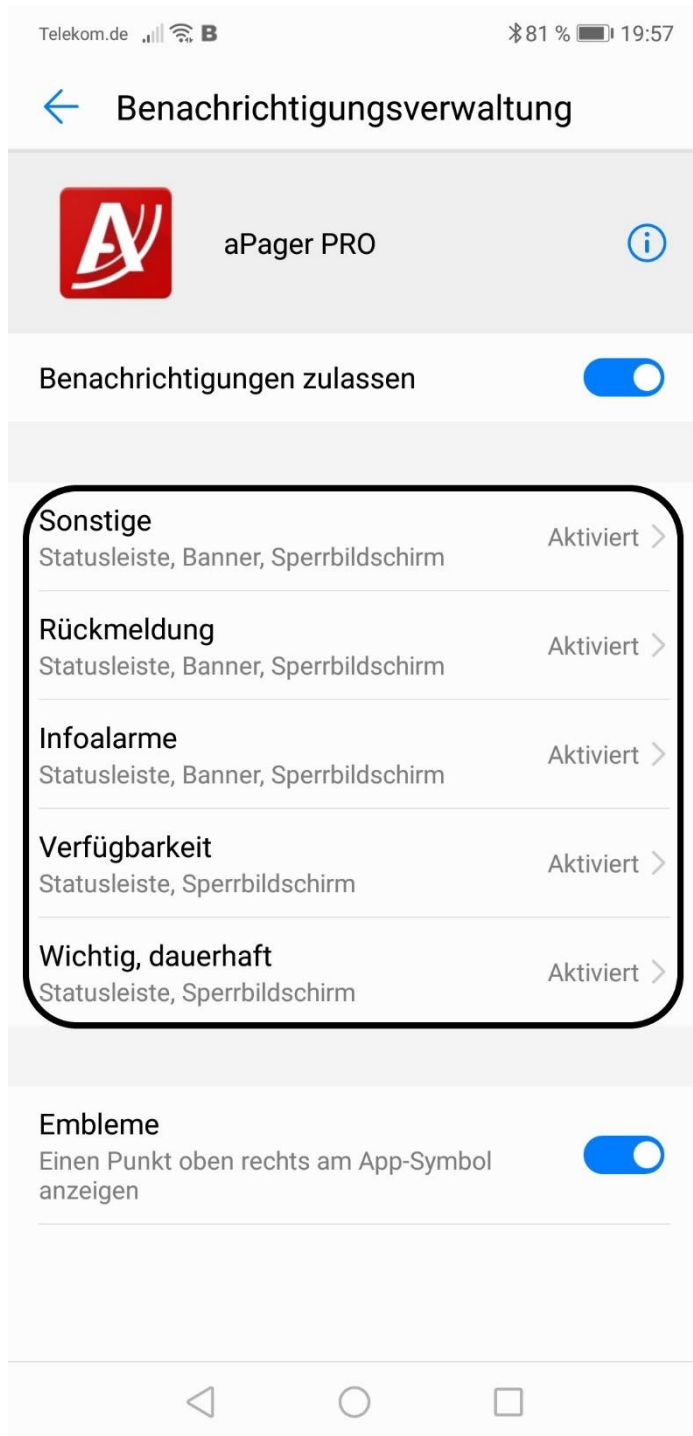 Telekom.de B 81 % 19:57
Benachrichtigungsverwaltung
aPager PRO
Benachrichtigungen zulassen
Sonstige
Statusleiste, Banner, Sperrbildschirm
Aktiviert
Rückmeldung
Statusleiste, Banner, Sperrbildschirm
Aktiviert
Infoalarme
Statusleiste, Banner, Sperrbildschirm
Aktiviert
Verfügbarkeit
Statusleiste, Sperrbildschirm
Aktiviert
Wichtig, dauerhaft
Statusleiste, Sperrbildschirm
Aktiviert
Embleme
Einen Punkt oben rechts am App-Symbol
anzeigen